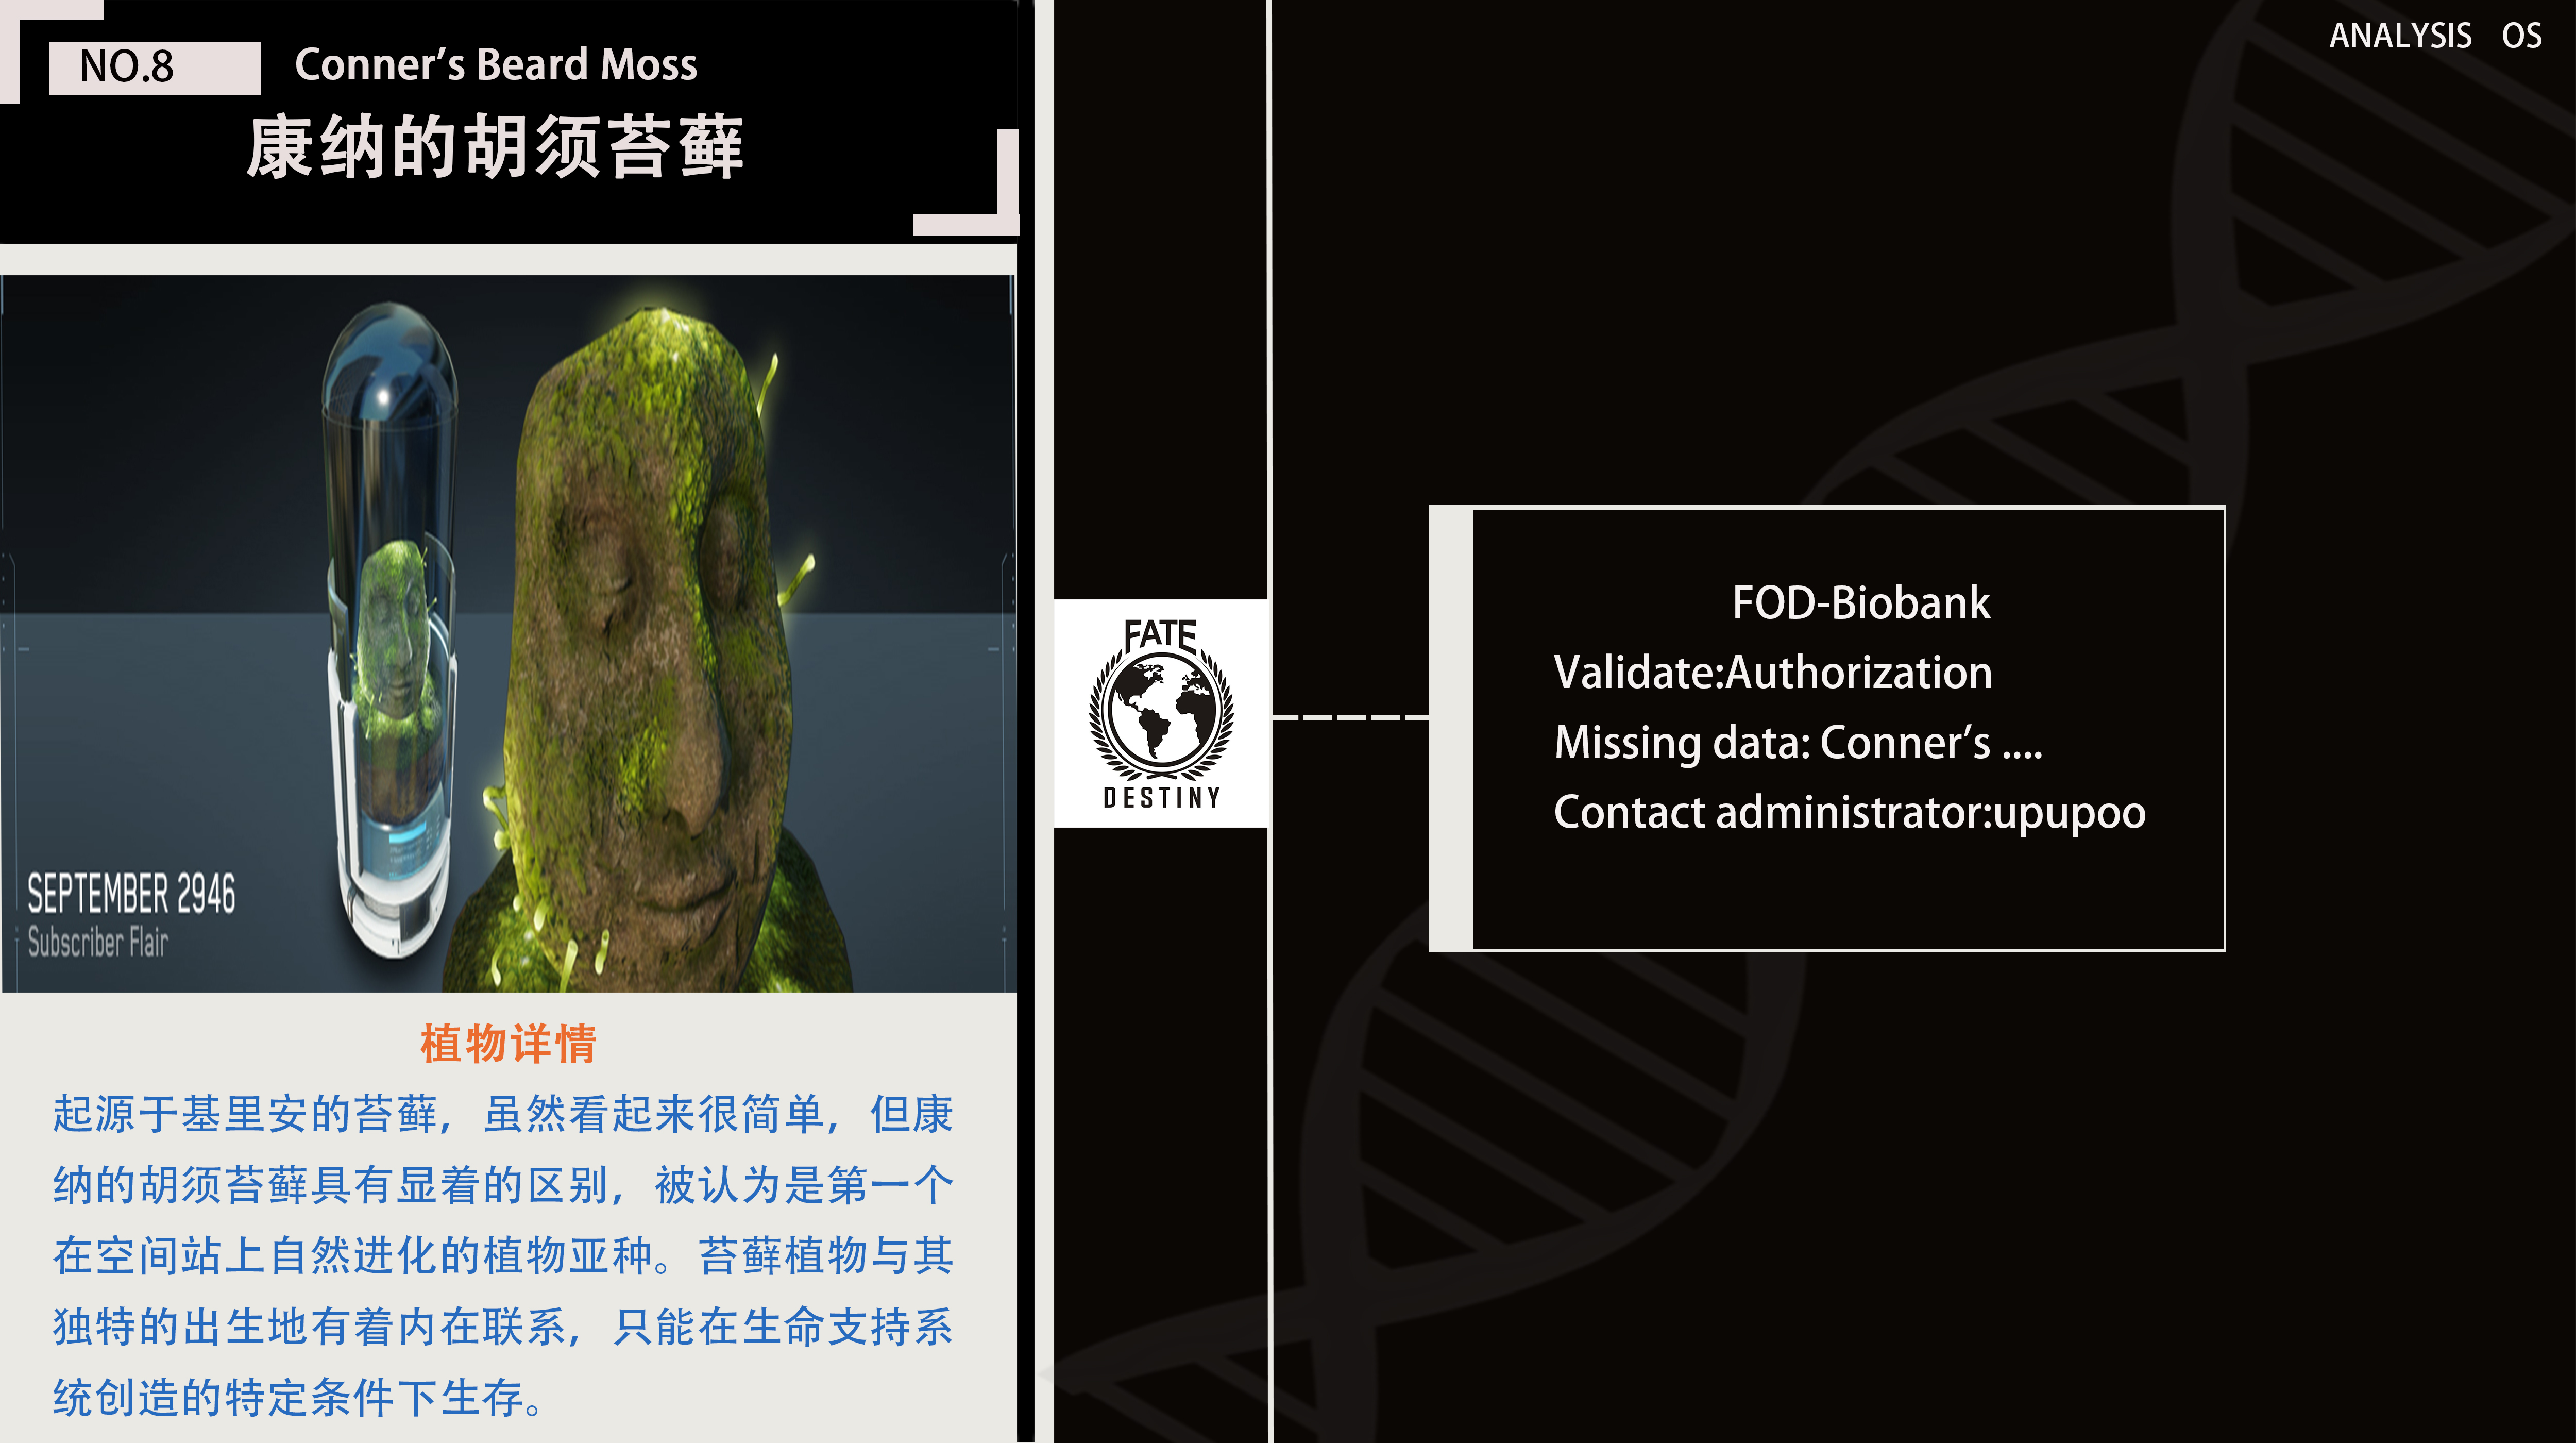 NO.8
Conner's Beard Moss
康纳的胡须苔藓
SEPTEMBER 2946
Subscriber Flair
植物详情
起源于基里安的苔藓，虽然看起来很简单，但康
纳的胡须苔藓具有显着的区别，被认为是第一个
在空间站上自然进化的植物亚种。苔藓植物与其
独特的出生地有着内在联系，只能在生命支持系
统创造的特定条件下生存。
FATE
DESTINY
ANALYSIS OS
FOD-Biobank
Validate:Authorization
Missing data: Conner's ....
Contact administrator:upupoo